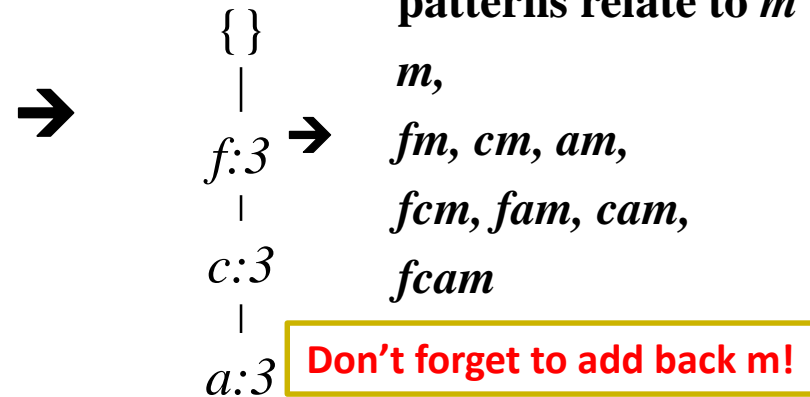 patterns relate to m
{}
m,
➔
f:3 ➔
fm, cm, am,
fcm, fam, cam,
c:3
fcam
a:3
Don’t forget to add back m!